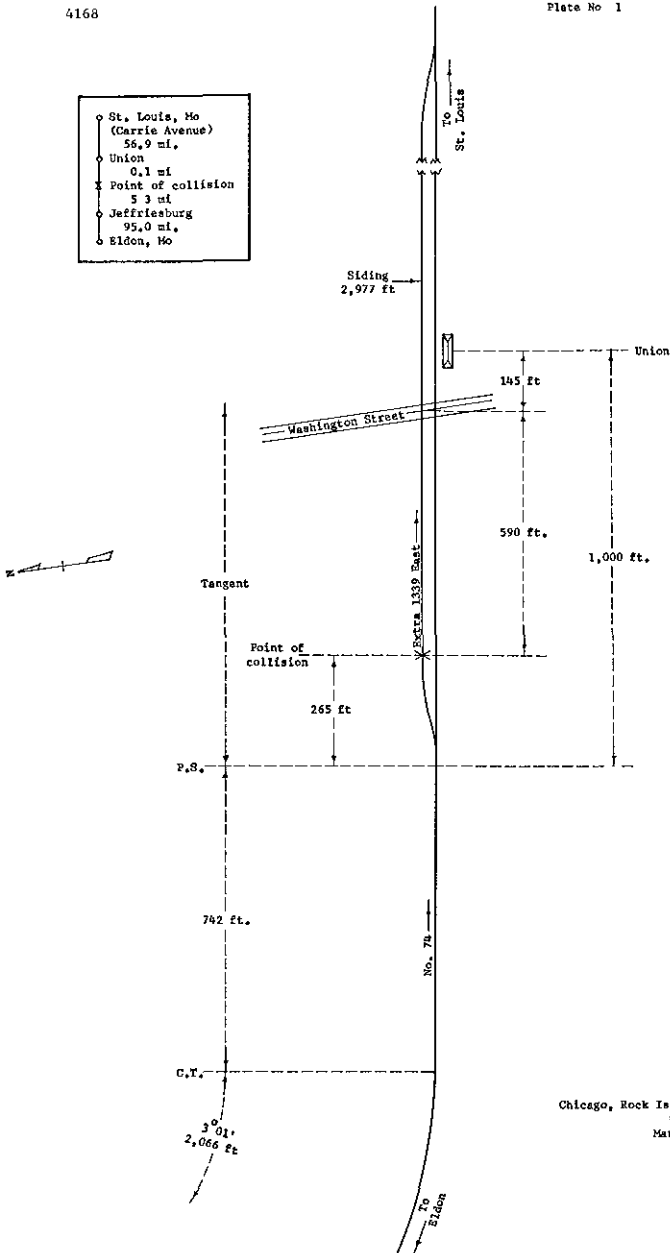 4168
Plate No 1
To
St. Louis
St. Louis, Mo
(Carrie Avenue)
56.9 mi.
Union
0.1 mi
Point of collision
5 3 mi
Jeffriesburg
95.0 mi.
Eldon, Mo
Siding
2,977 ft
Union
145 ft
Washington Street
590 ft.
1,000 ft.
N
Tangent
Extra 1339 East
Point of
collision
265 ft
P.S.
742 ft.
No. 74
C.T.
3°01'
2,066 ft
Chicago, Rock Is
Ma
To
Eldon